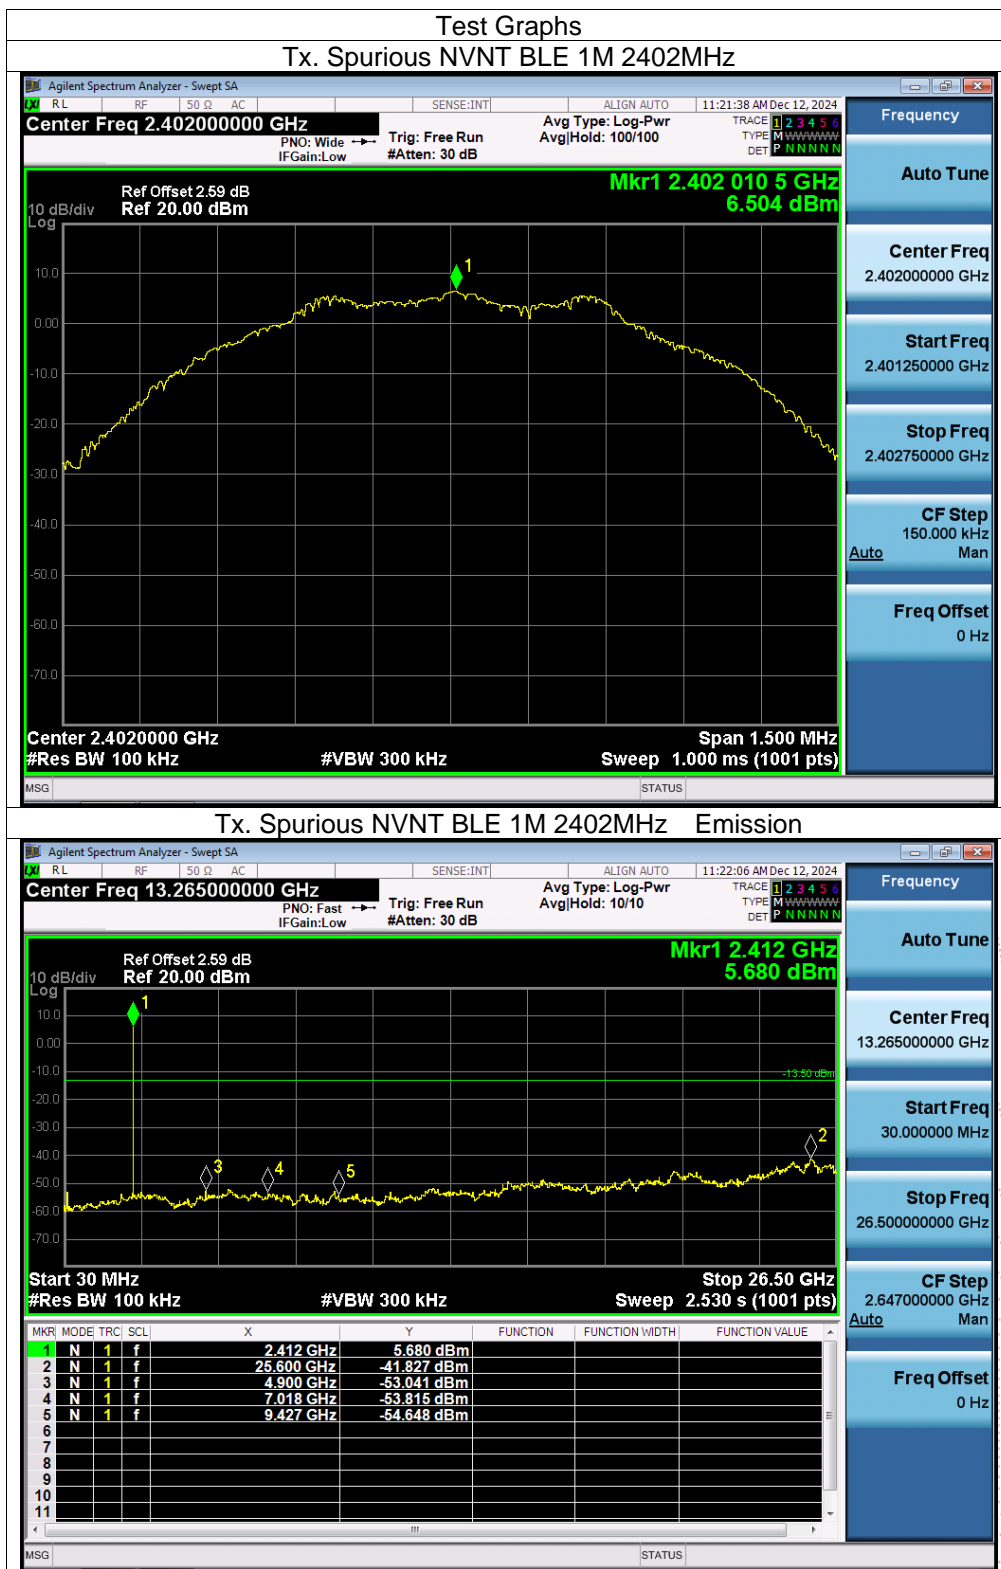 Test Graphs
Tx. Spurious NVNT BLE 1M 2402MHz
Agilent Spectrum Analyzer - Swept SA
LXI RL RF 50 Ω AC SENSE:INT ALIGN AUTO 11:21:38 AM Dec 12, 2024
Center Freq 2.402000000 GHz
PNO: Wide
IFGain:Low
Trig: Free Run
#Atten: 30 dB
Avg Type: Log-Pwr
Avg|Hold: 100/100
TRACE 1 2 3 4 5 6
TYPE M WWWWW
DET P N N N N N
Mkr1 2.402 010 5 GHz
6.504 dBm
Ref Offset 2.59 dB
10 dB/div Ref 20.00 dBm
Log
1
10.0
0.00
-10.0
-20.0
-30.0
-40.0
-50.0
-60.0
-70.0
Center 2.4020000 GHz Span 1.500 MHz
#Res BW 100 kHz #VBW 300 kHz Sweep 1.000 ms (1001 pts)
MSG STATUS
Frequency
Auto Tune
Center Freq
2.402000000 GHz
Start Freq
2.401250000 GHz
Stop Freq
2.402750000 GHz
CF Step
150.000 kHz
Auto Man
Freq Offset
0 Hz
Tx. Spurious NVNT BLE 1M 2402MHz Emission
Agilent Spectrum Analyzer - Swept SA
LXI RL RF 50 Ω AC SENSE:INT ALIGN AUTO 11:22:06 AM Dec 12, 2024
Center Freq 13.265000000 GHz
PNO: Fast
IFGain:Low
Trig: Free Run
#Atten: 30 dB
Avg Type: Log-Pwr
Avg|Hold: 10/10
TRACE 1 2 3 4 5 6
TYPE M WWWWW
DET P N N N N N
Mkr1 2.412 GHz
5.680 dBm
Ref Offset 2.59 dB
10 dB/div Ref 20.00 dBm
Log
1
10.0
0.00
-10.0
-13.50 dBm
-20.0
-30.0
2
-40.0
3 4 5
-50.0
-60.0
-70.0
Start 30 MHz Stop 26.50 GHz
#Res BW 100 kHz #VBW 300 kHz Sweep 2.530 s (1001 pts)
MKR MODE TRC SCL X Y FUNCTION FUNCTION WIDTH FUNCTION VALUE
1 N 1 f 2.412 GHz 5.680 dBm
2 N 1 f 25.600 GHz -41.827 dBm
3 N 1 f 4.900 GHz -53.041 dBm
4 N 1 f 7.018 GHz -53.815 dBm
5 N 1 f 9.427 GHz -54.648 dBm
6
7
8
9
10
11
MSG STATUS
Frequency
Auto Tune
Center Freq
13.265000000 GHz
Start Freq
30.000000 MHz
Stop Freq
26.500000000 GHz
CF Step
2.647000000 GHz
Auto Man
Freq Offset
0 Hz